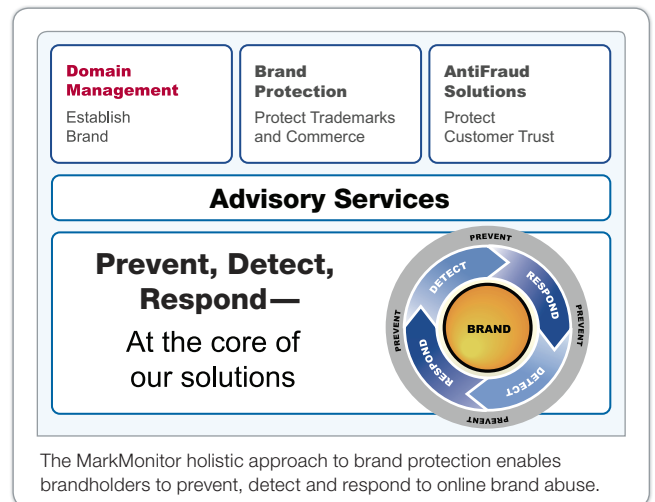 Domain
Management
Establish
Brand
Brand
Protection
Protect Trademarks
and Commerce
AntiFraud
Solutions
Protect
Customer Trust
Advisory Services
Prevent, Detect,
Respond—
At the core of
our solutions
PREVENT
DETECT
RESPOND
PREVENT
BRAND
PREVENT
RESPOND
DETECT
PREVENT
The MarkMonitor holistic approach to brand protection enables
brandholders to prevent, detect and respond to online brand abuse.